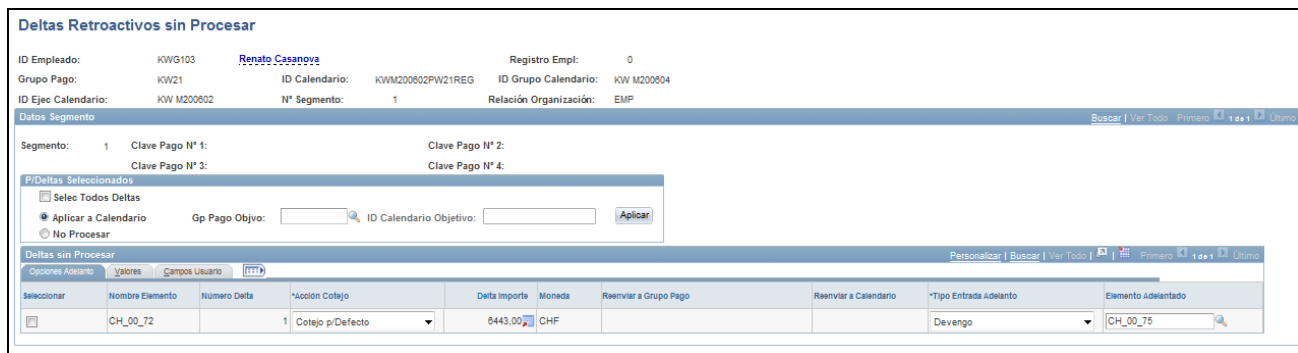 Deltas Retroactivos sin Procesar
ID Empleado: KWG103 Renato Casanova Registro Empl: 0
Grupo Pago: KW21 ID Calendario: KWM200602PW21REG ID Grupo Calendario: KW M200604
ID Ejec Calendario: KW M200602 Nº Segmento: 1 Relación Organización: EMP
Datos Segmento Buscar | Ver Todo Primero 1 de 1 Último
Segmento: 1 Clave Pago Nº 1: Clave Pago Nº 2:
Clave Pago Nº 3: Clave Pago Nº 4:
P/Deltas Seleccionados
Selec Todos Deltas
Aplicar a Calendario Gp Pago Objvo: ID Calendario Objetivo: Aplicar
No Procesar
Deltas sin Procesar Personalizar | Buscar | Ver Todo | | Primero 1 de 1 Último
Opciones Adelanto Valores Campos Usuario
Seleccionar Nombre Elemento Número Delta *Acción Cotejo Delta Importe Moneda Reenviar a Grupo Pago Reenviar a Calendario *Tipo Entrada Adelanto Elemento Adelantado
CH_00_72 1 Cotejo p/Defecto 6443,00 CHF Devengo CH_00_75